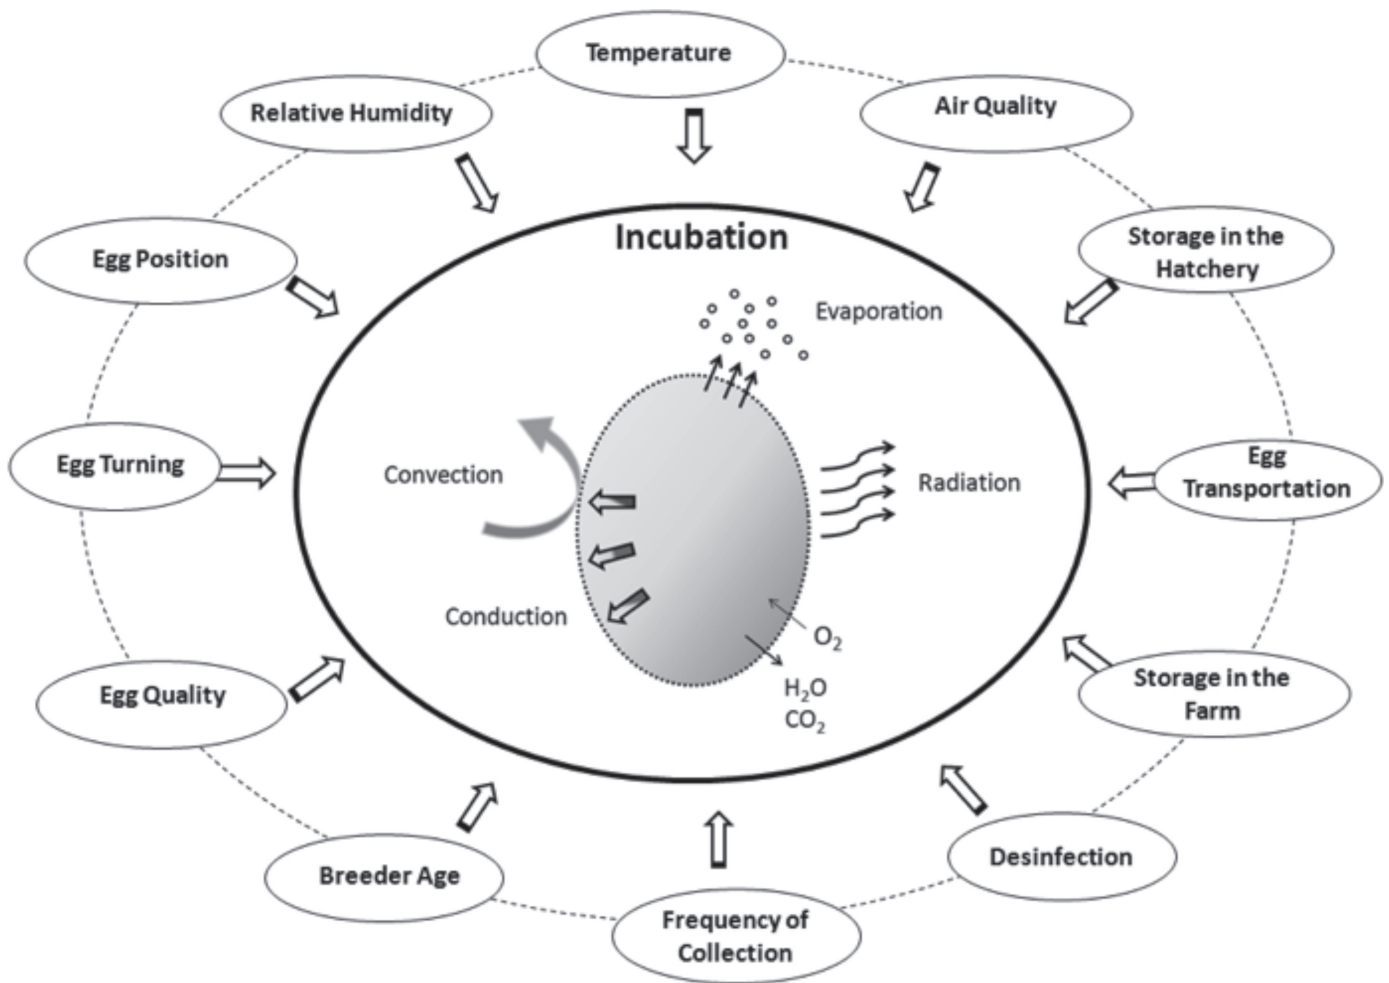 Temperature
Relative Humidity
Air Quality
Incubation
Storage in the
Hatchery
Egg Position
Evaporation
Egg Turning
Convection
Radiation
Egg
Transportation
Conduction
O₂
H₂O
CO₂
Egg Quality
Storage in the
Farm
Breeder Age
Desinfection
Frequency of
Collection